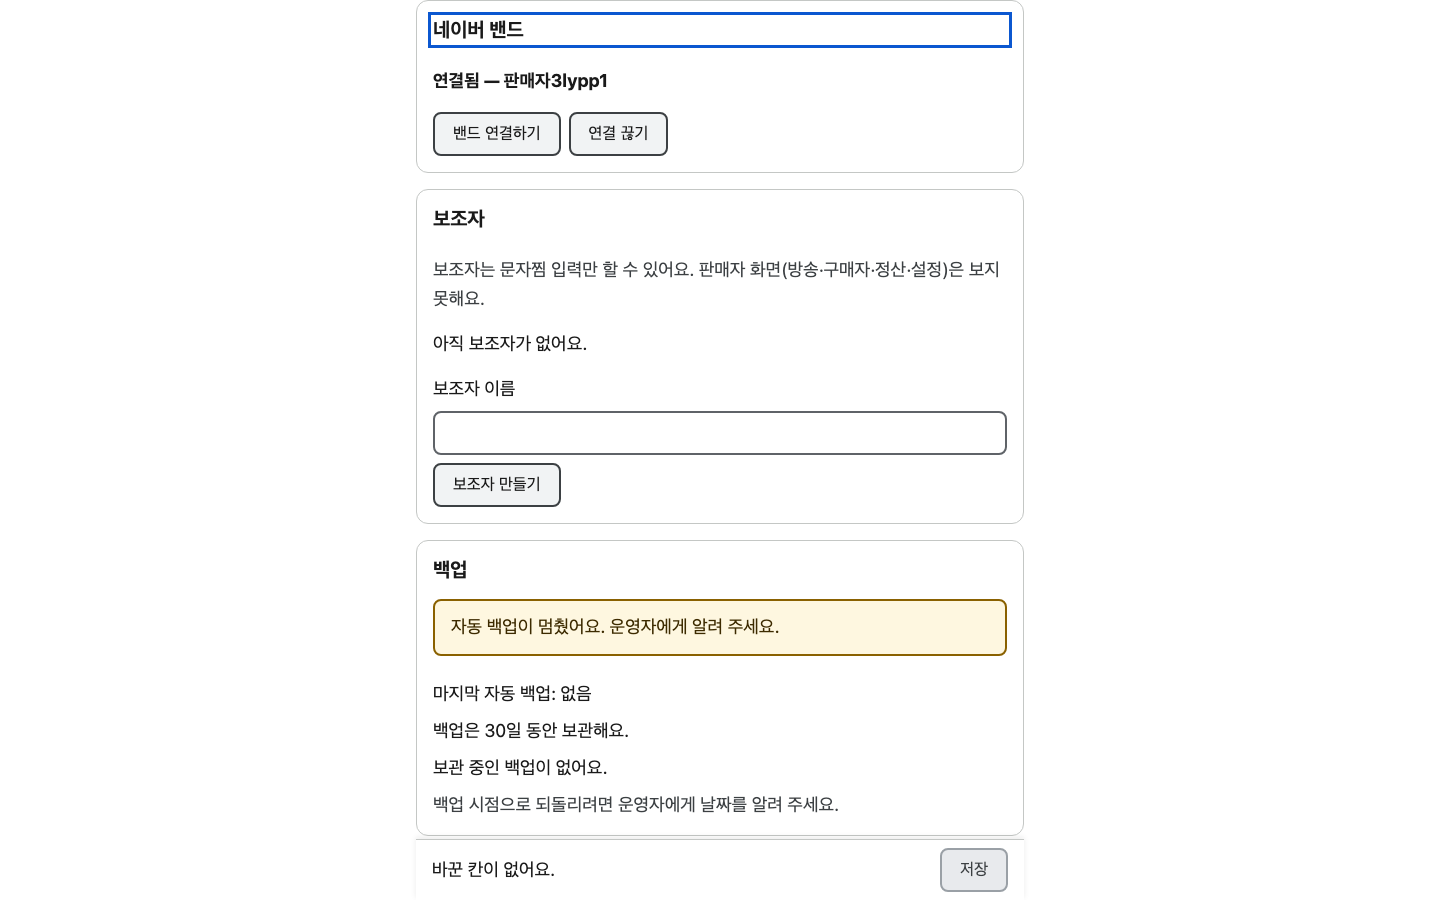 네이버 밴드
연결됨 — 판매자3lypp1
밴드 연결하기
연결 끊기
보조자
보조자는 문자찜 입력만 할 수 있어요. 판매자 화면(방송·구매자·정산·설정)은 보지
못해요.
아직 보조자가 없어요.
보조자 이름
보조자 만들기
백업
자동 백업이 멈췄어요. 운영자에게 알려 주세요.
마지막 자동 백업: 없음
백업은 30일 동안 보관해요.
보관 중인 백업이 없어요.
백업 시점으로 되돌리려면 운영자에게 날짜를 알려 주세요.
바꾼 칸이 없어요.
저장